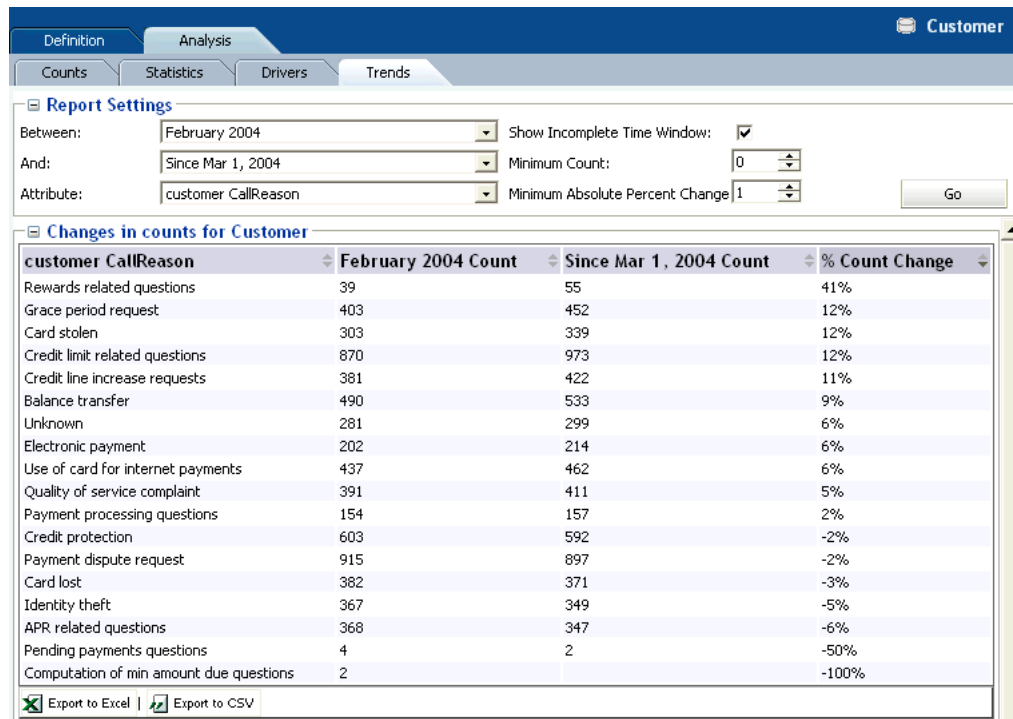 Customer
Definition Analysis
Counts Statistics Drivers Trends
Report Settings
Between: February 2004 Show Incomplete Time Window:
And: Since Mar 1, 2004 Minimum Count: 0
Attribute: customer CallReason Minimum Absolute Percent Change 1 Go
Changes in counts for Customer
customer CallReason February 2004 Count Since Mar 1, 2004 Count % Count Change
Rewards related questions 39 55 41%
Grace period request 403 452 12%
Card stolen 303 339 12%
Credit limit related questions 870 973 12%
Credit line increase requests 381 422 11%
Balance transfer 490 533 9%
Unknown 281 299 6%
Electronic payment 202 214 6%
Use of card for internet payments 437 462 6%
Quality of service complaint 391 411 5%
Payment processing questions 154 157 2%
Credit protection 603 592 -2%
Payment dispute request 915 897 -2%
Card lost 382 371 -3%
Identity theft 367 349 -5%
APR related questions 368 347 -6%
Pending payments questions 4 2 -50%
Computation of min amount due questions 2 -100%
Export to Excel | Export to CSV